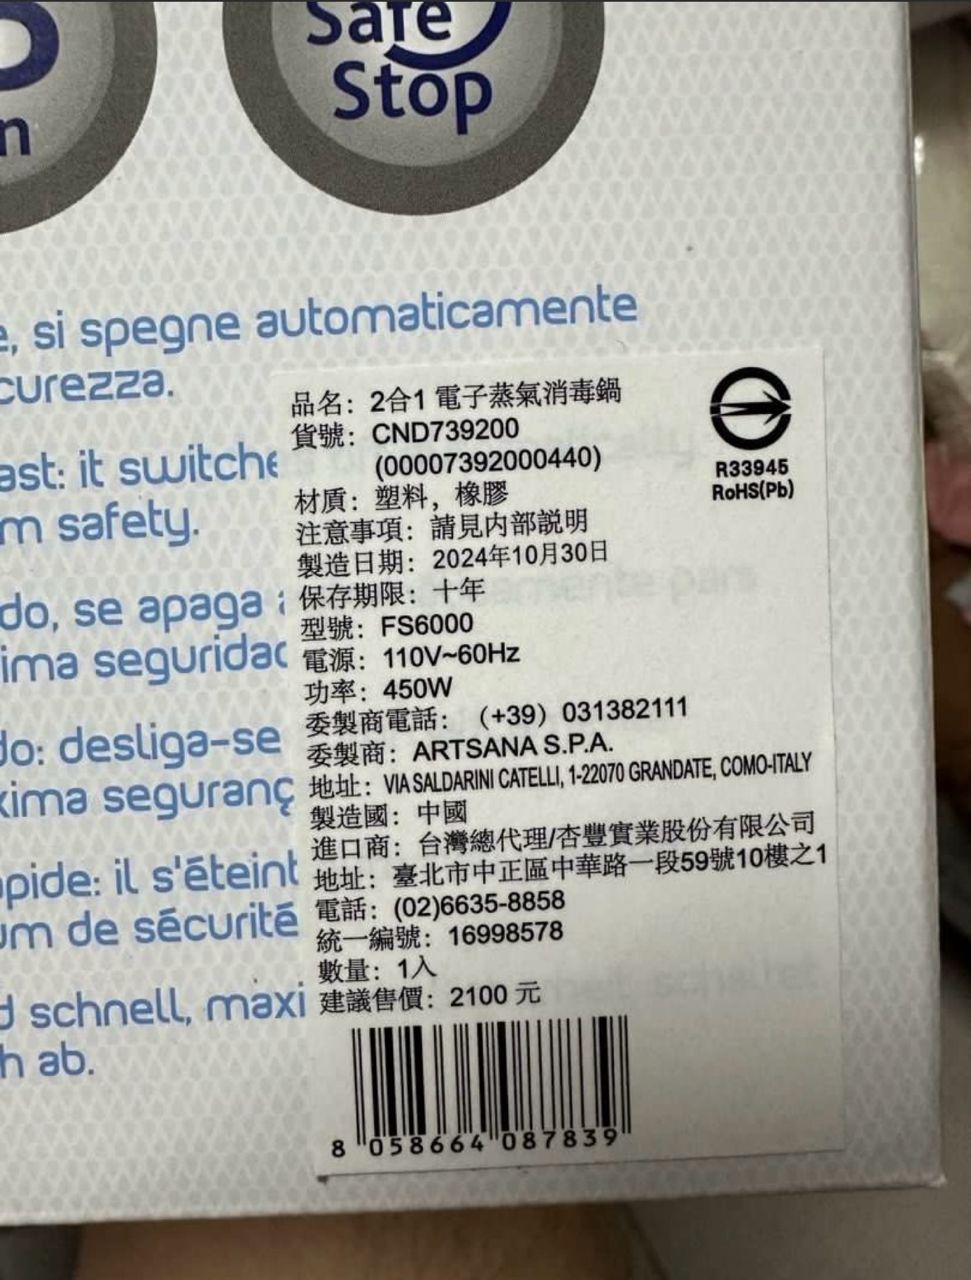 Safe
Stop
n
e, si spegne automaticamente
curezza.
ast: it switche
m safety.
do, se apaga
ima seguridad
do: desliga-se
xima seguranç
pide: il s'éteint
um de sécurité
d schnell, maxi
h ab.
品名：2合1 電子蒸氣消毒鍋
貨號：CND739200
(00007392000440)
材質：塑料，橡膠
注意事項：請見內部說明
製造日期：2024年10月30日
保存期限：十年
型號：FS6000
電源：110V~60Hz
功率：450W
委製商電話：（+39）031382111
委製商：ARTSANA S.P.A.
地址：VIA SALDARINI CATELLI, 1-22070 GRANDATE, COMO-ITALY
製造國：中國
進口商：台灣總代理/杏豐實業股份有限公司
地址：臺北市中正區中華路一段59號10樓之1
電話：(02)6635-8858
統一編號：16998578
數量：1入
建議售價：2100 元
R33945
RoHS(Pb)
8 058664 087839